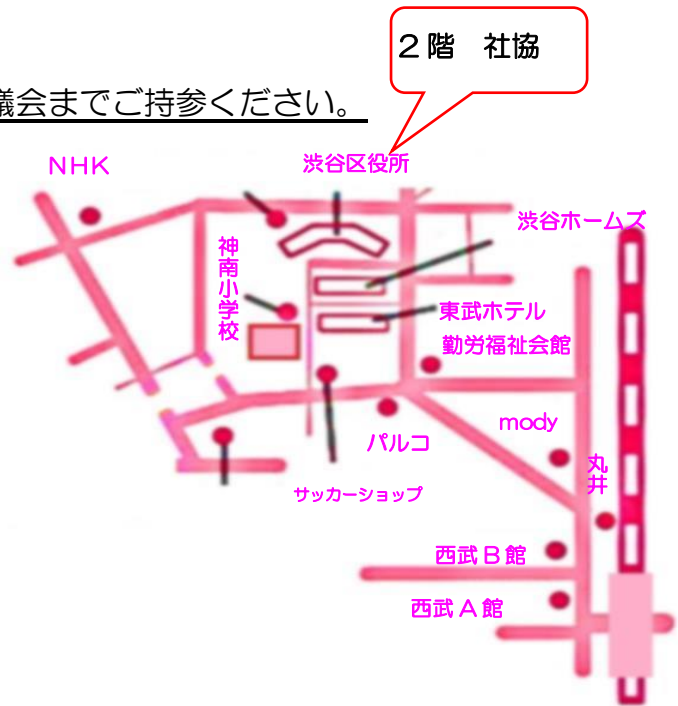 ２階　社協
議会までご持参ください。
NHK
渋谷区役所
渋谷ホームズ
神南小学校
東武ホテル
勤労福祉会館
mody
パルコ
丸井
サッカーショップ
西武Ｂ館
西武Ａ館